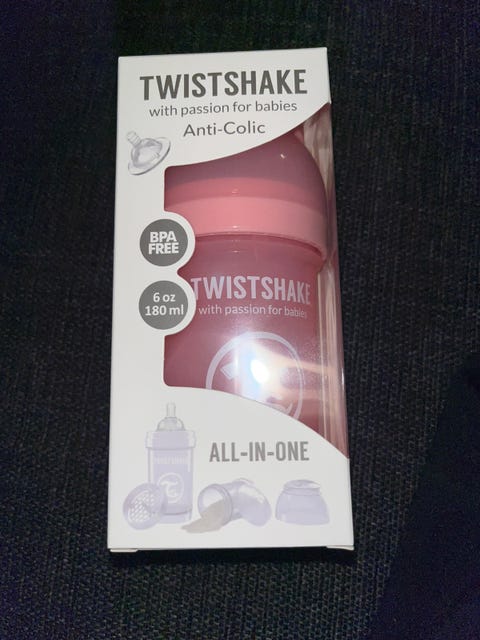 TWISTSHAKE
with passion for babies
Anti-Colic
BPA
FREE
6 oz
180 ml
TWISTSHAKE
with passion for babies
ALL-IN-ONE
TWISTSHAKE